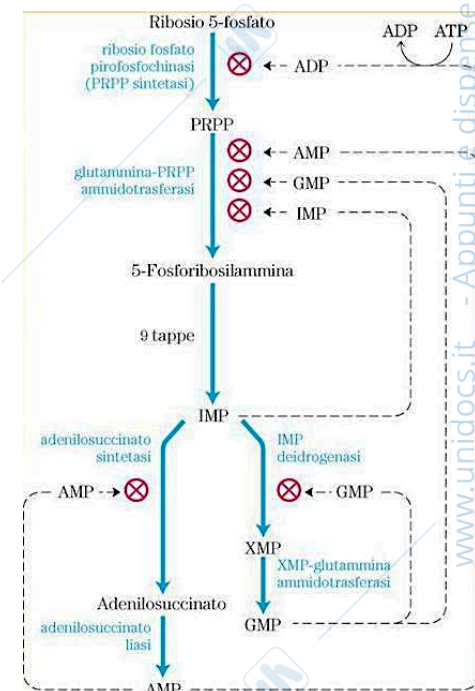 Ribosio 5-fosfato
ADP ATP
ribosio fosfato
pirofosfochinasi
(PRPP sintetasi)
ADP
PRPP
glutammina-PRPP
ammidotrasferasi
AMP
GMP
IMP
5-Fosforibosilammina
9 tappe
IMP
adenilosuccinato
sintetasi
IMP
deidrogenasi
AMP
GMP
XMP
XMP-glutammina
ammidotrasferasi
Adenilosuccinato
GMP
adenilosuccinato
liasi
AMP
www.unidocs.it - Appunti e dispense